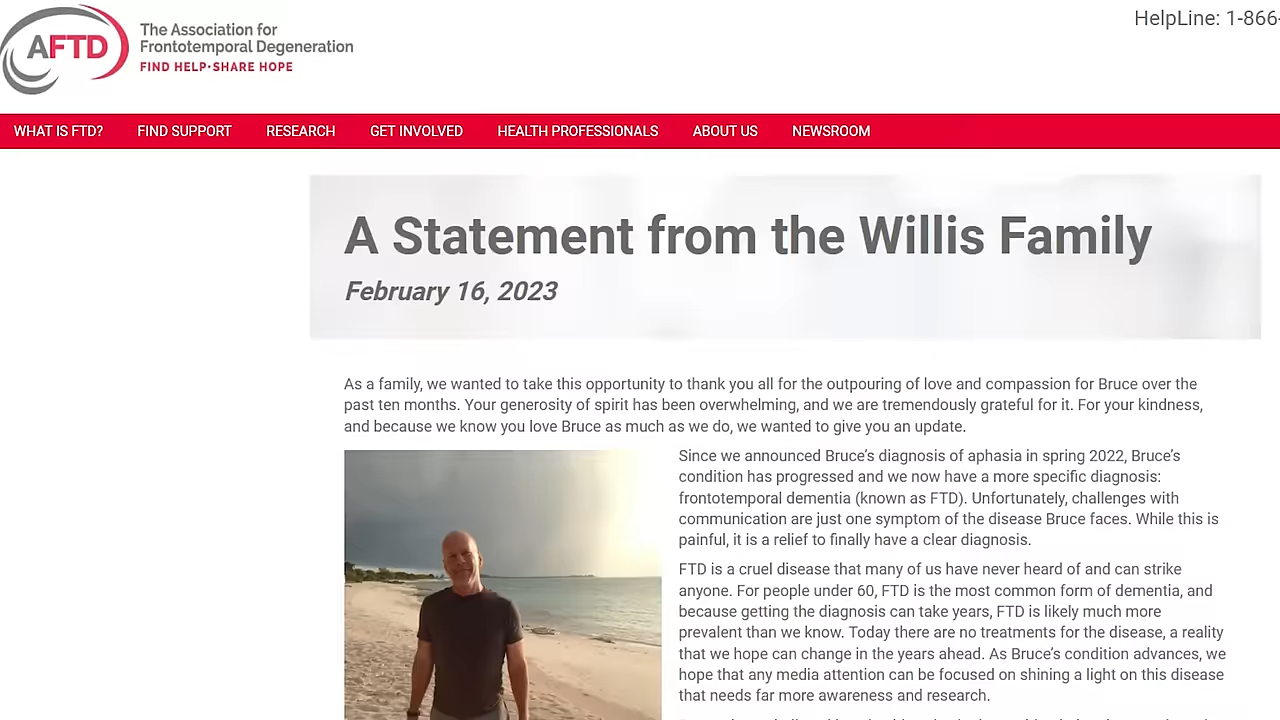 AFTD
The Association for
Frontotemporal Degeneration
FIND HELP·SHARE HOPE
HelpLine: 1-866-
WHAT IS FTD? FIND SUPPORT RESEARCH GET INVOLVED HEALTH PROFESSIONALS ABOUT US NEWSROOM
A Statement from the Willis Family
February 16, 2023
As a family, we wanted to take this opportunity to thank you all for the outpouring of love and compassion for Bruce over the
past ten months. Your generosity of spirit has been overwhelming, and we are tremendously grateful for it. For your kindness,
and because we know you love Bruce as much as we do, we wanted to give you an update.
Since we announced Bruce’s diagnosis of aphasia in spring 2022, Bruce’s
condition has progressed and we now have a more specific diagnosis:
frontotemporal dementia (known as FTD). Unfortunately, challenges with
communication are just one symptom of the disease Bruce faces. While this is
painful, it is a relief to finally have a clear diagnosis.
FTD is a cruel disease that many of us have never heard of and can strike
anyone. For people under 60, FTD is the most common form of dementia, and
because getting the diagnosis can take years, FTD is likely much more
prevalent than we know. Today there are no treatments for the disease, a reality
that we hope can change in the years ahead. As Bruce’s condition advances, we
hope that any media attention can be focused on shining a light on this disease
that needs far more awareness and research.